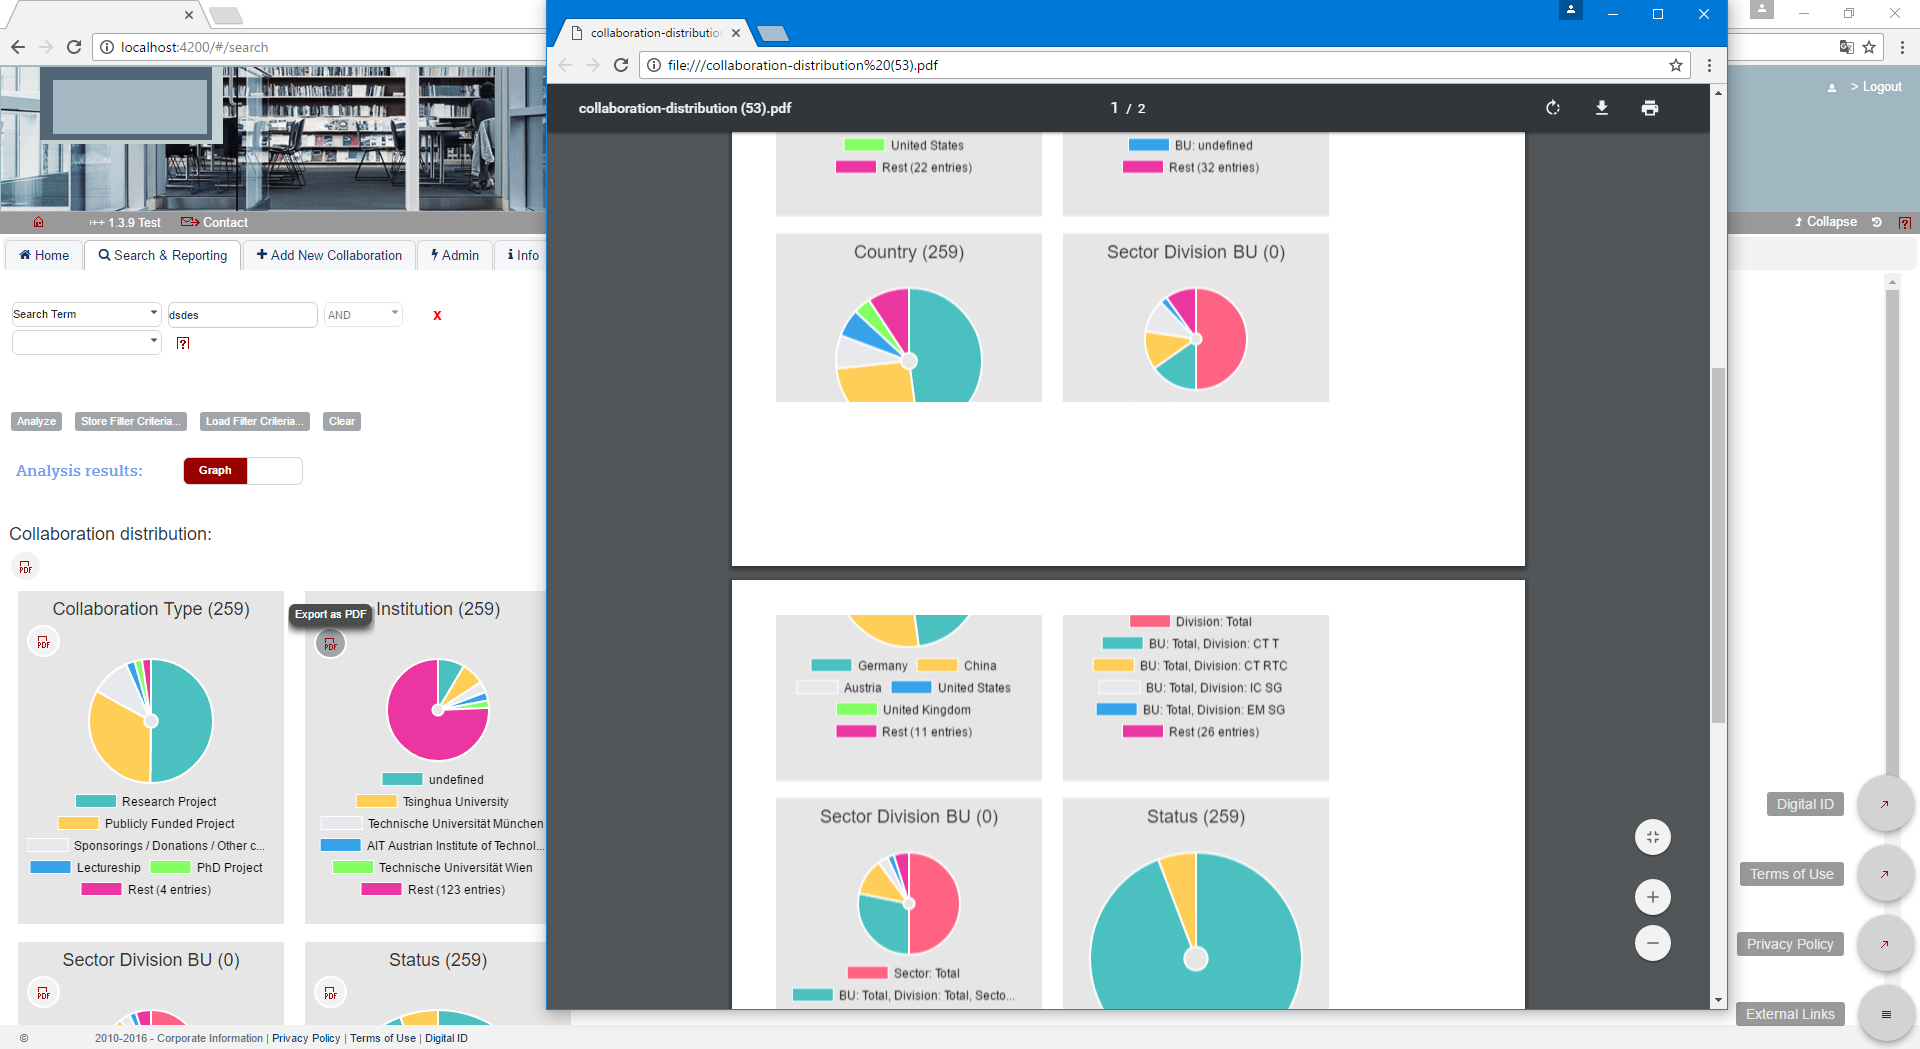 localhost:4200/#/search
> Logout
1.3.9 Test
Contact
Collapse
?
Home
Search & Reporting
Add New Collaboration
Admin
Info
Search Term
dsdes
AND
X
?
Analyze
Store Filter Criteria...
Load Filter Criteria...
Clear
Analysis results:
Graph
Collaboration distribution:
PDF
Collaboration Type (259)
PDF
Research Project
Publicly Funded Project
Sponsorings / Donations / Other c...
Lectureship
PhD Project
Rest (4 entries)
Export as PDF
Institution (259)
PDF
undefined
Tsinghua University
Technische Universität München
AIT Austrian Institute of Technol...
Technische Universität Wien
Rest (123 entries)
Sector Division BU (0)
PDF
Status (259)
PDF
© 2010-2016 - Corporate Information | Privacy Policy | Terms of Use | Digital ID
collaboration-distributio
file:///collaboration-distribution%20(53).pdf
collaboration-distribution (53).pdf
1 / 2
United States
Rest (22 entries)
BU: undefined
Rest (32 entries)
Country (259)
Sector Division BU (0)
Germany
China
Austria
United States
United Kingdom
Rest (11 entries)
Division: Total
BU: Total, Division: CT T
BU: Total, Division: CT RTC
BU: Total, Division: IC SG
BU: Total, Division: EM SG
Rest (26 entries)
Sector Division BU (0)
Sector: Total
BU: Total, Division: Total, Secto...
Status (259)
Digital ID
Terms of Use
Privacy Policy
External Links